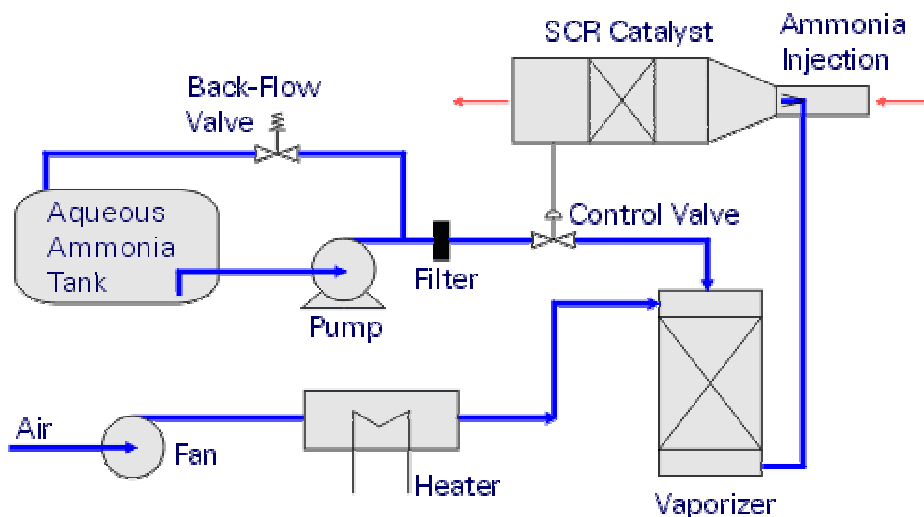 SCR Catalyst
Ammonia
Injection
Back-Flow
Valve
Aqueous
Ammonia
Tank
Control Valve
Filter
Pump
Air
Fan
Heater
Vaporizer